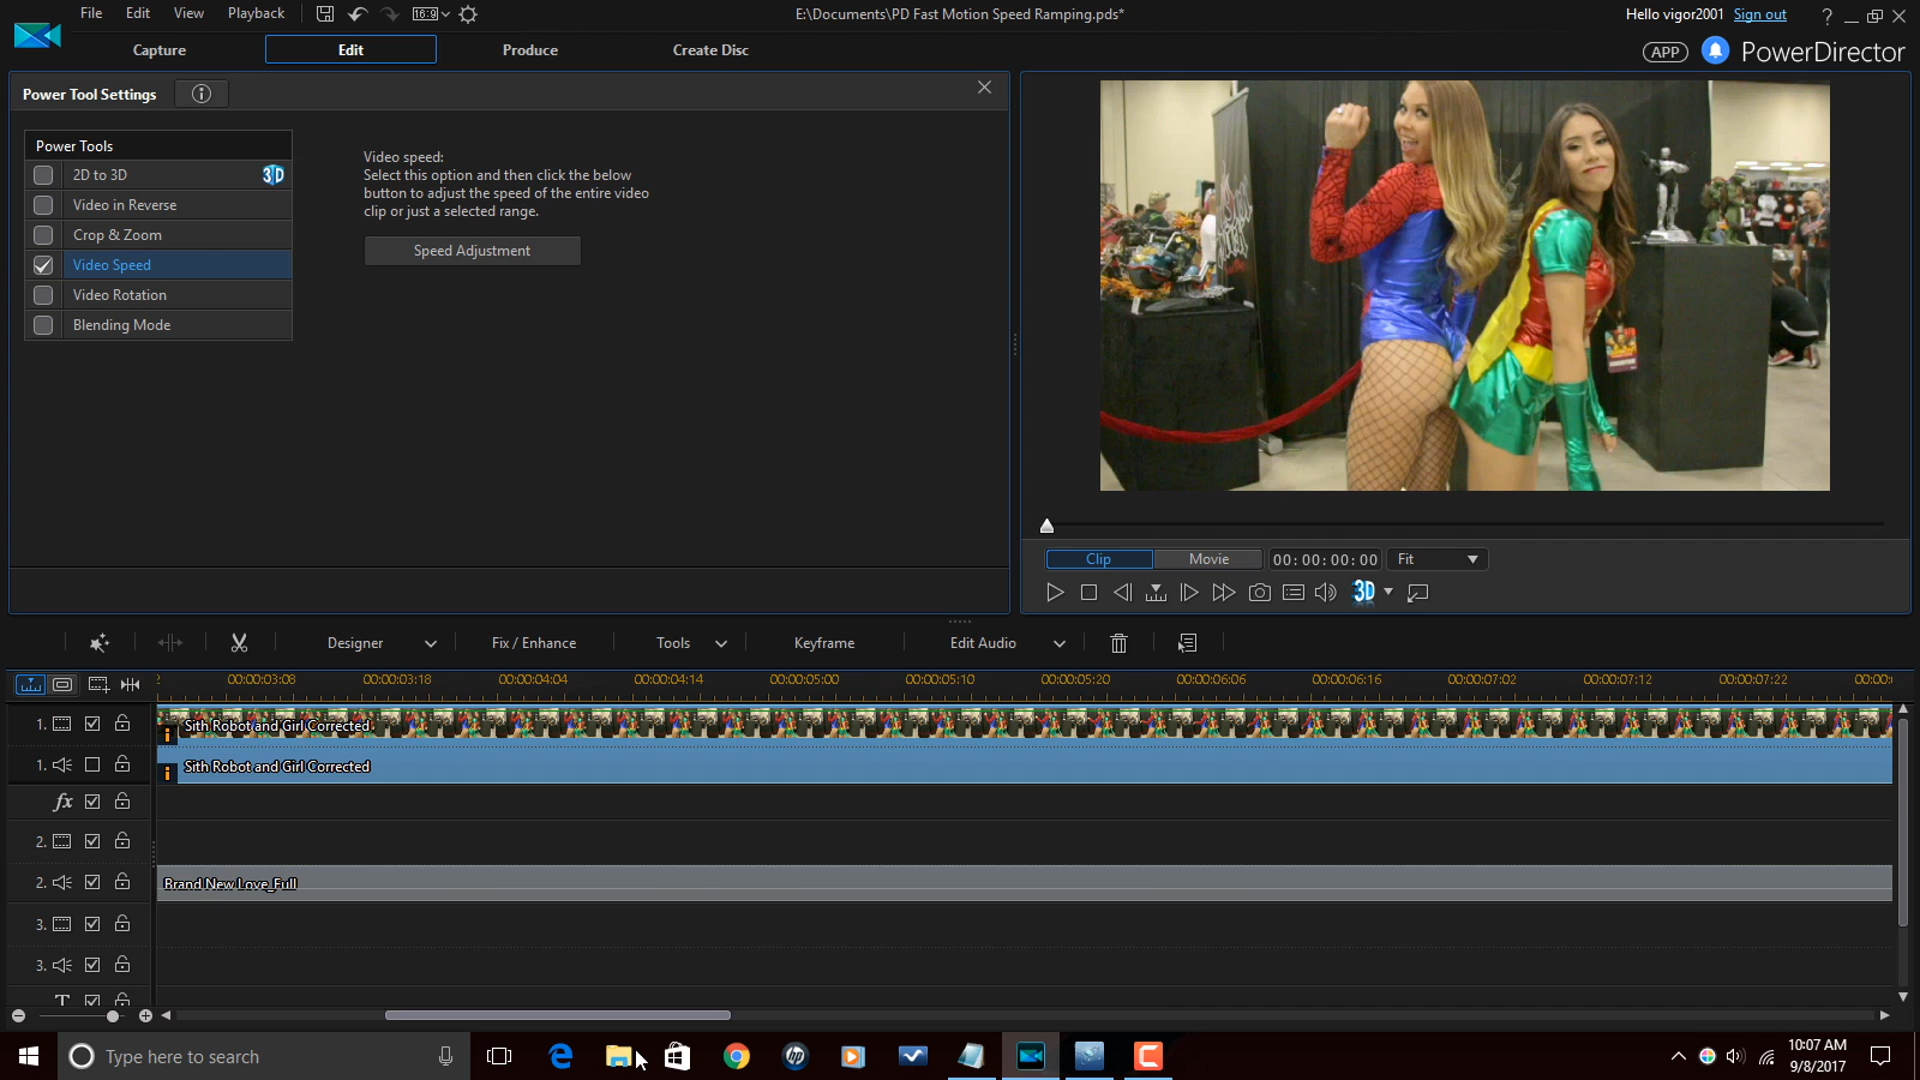 File Edit View Playback 16:9 E:\Documents\PD Fast Motion Speed Ramping.pds* Hello vigor2001 Sign out ?
Capture Edit Produce Create Disc APP PowerDirector
Power Tool Settings
Power Tools
2D to 3D 3D
Video in Reverse
Crop & Zoom
Video Speed
Video Rotation
Blending Mode
Video speed:
Select this option and then click the below
button to adjust the speed of the entire video
clip or just a selected range.
Speed Adjustment
Clip Movie 00:00:00:00 Fit
3D
Designer Fix / Enhance Tools Keyframe Edit Audio
00:00:03:08 00:00:03:18 00:00:04:04 00:00:04:14 00:00:05:00 00:00:05:10 00:00:05:20 00:00:06:06 00:00:06:16 00:00:07:02 00:00:07:12 00:00:07:22
1. Sith Robot and Girl Corrected
1. Sith Robot and Girl Corrected
fx
2.
2. Brand New Love_Full
3.
3.
T
Type here to search hp 10:07 AM
9/8/2017